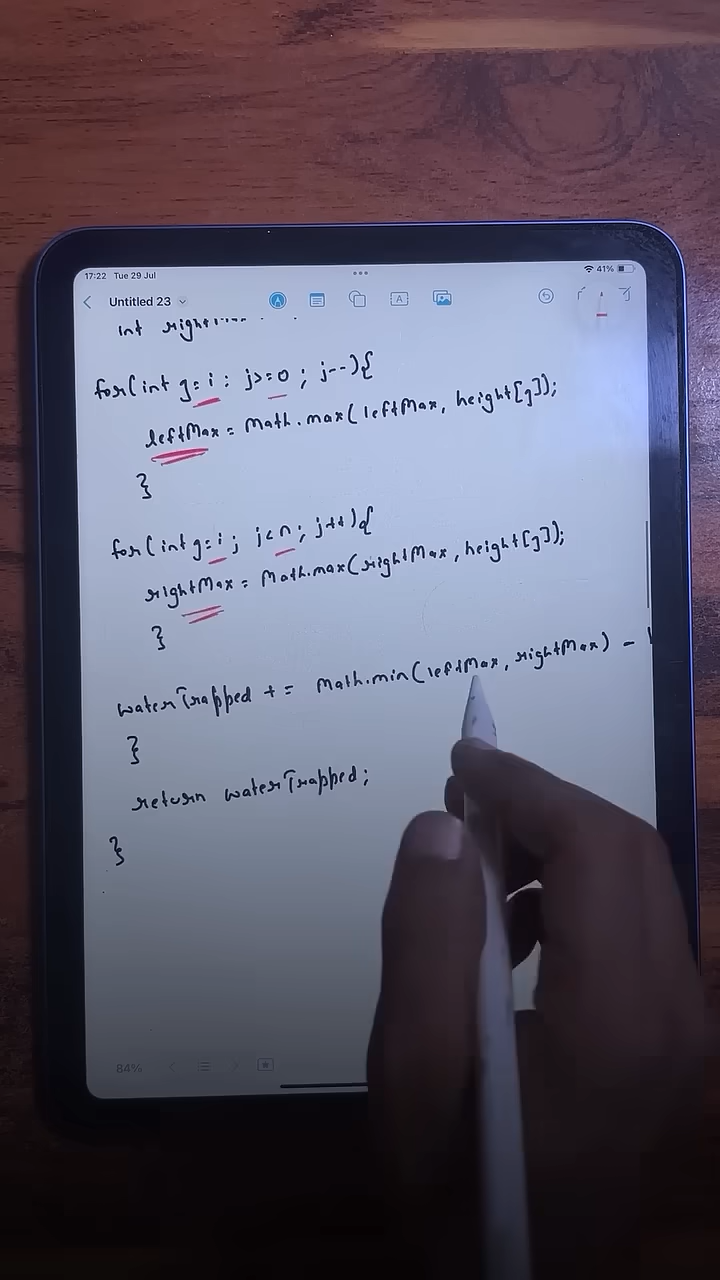 17:22 Tue 29 Jul
41%
Untitled 23
int
for(int j=i; j>=0; j--){
leftMax = Math.max(leftMax, height[j]);
}
for(int j=i; j<n; j++){
rightMax = Math.max(rightMax, height[j]);
}
waterTrapped += Math.min(leftMax, rightMax) -
}
return waterTrapped;
}
84%